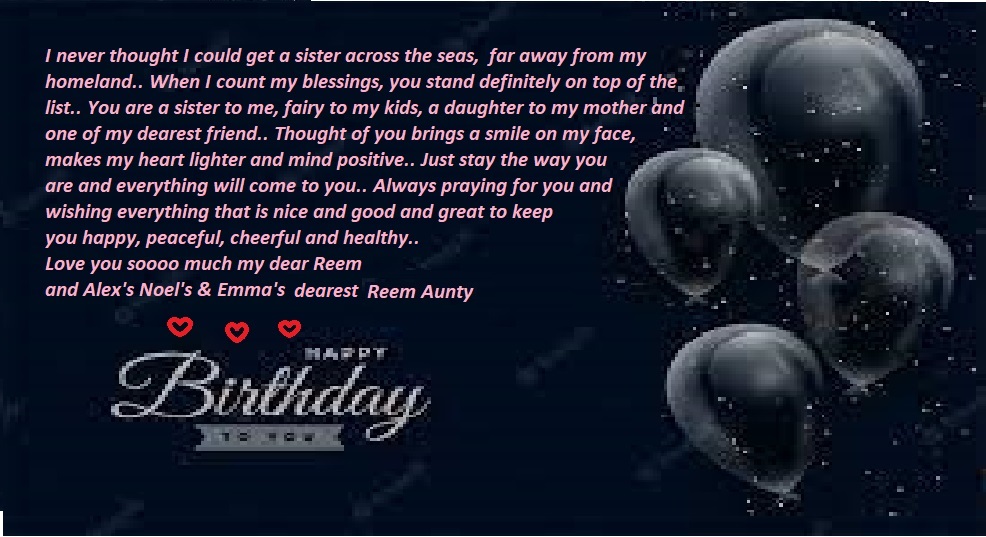 I never thought I could get a sister across the seas, far away from my
homeland.. When I count my blessings, you stand definitely on top of the
list.. You are a sister to me, fairy to my kids, a daughter to my mother and
one of my dearest friend.. Thought of you brings a smile on my face,
makes my heart lighter and mind positive.. Just stay the way you
are and everything will come to you.. Always praying for you and
wishing everything that is nice and good and great to keep
you happy, peaceful, cheerful and healthy..
Love you soooo much my dear Reem
and Alex's Noel's & Emma's dearest Reem Aunty
HAPPY
Birthday
TO YOU